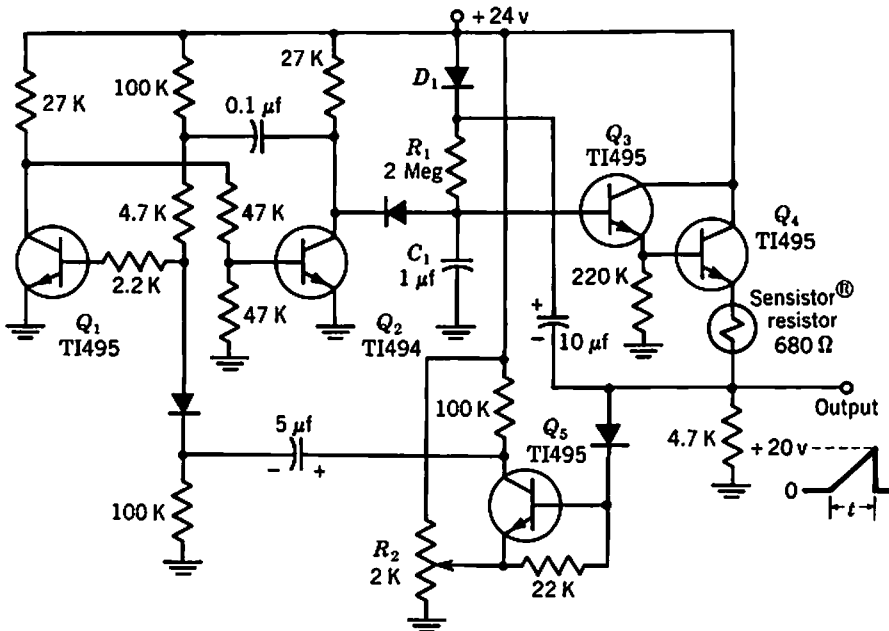 +24v
27 K
100 K
27 K
0.1 μf
D₁
R₁
2 Meg
Q₃
TI495
Q₄
TI495
4.7 K
47 K
2.2 K
C₁
1 μf
220 K
Sensistor®
resistor
680 Ω
Q₁
TI495
47 K
Q₂
TI494
+
-
10 μf
Output
100 K
Q₅
TI495
4.7 K
+20 v
0
t
5 μf
-
+
100 K
R₂
2 K
22 K